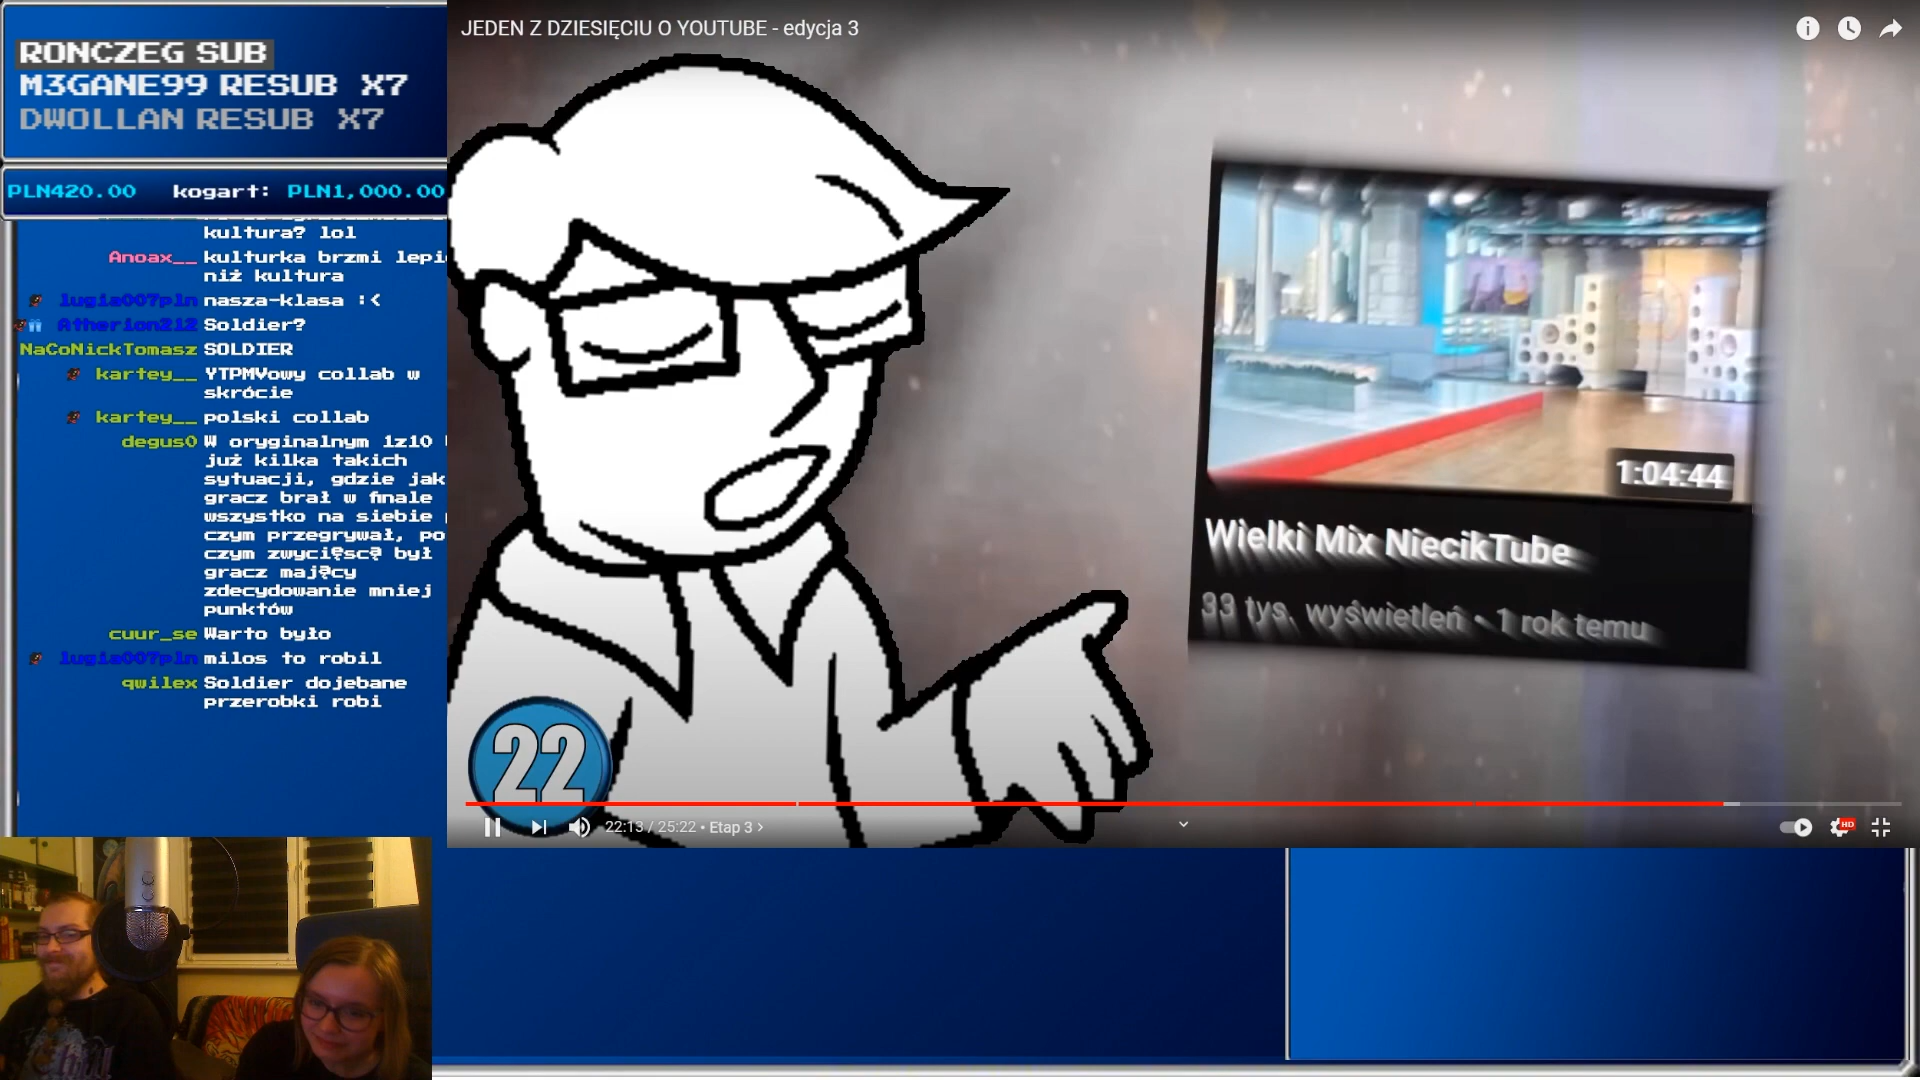 RONCZEG SUB
M3GANE99 RESUB X7
DWOLLAN RESUB X7
PLN420.00 kogart: PLN1,000.00
kultura? lol
Anoax__ kulturka brzmi lepi
niż kultura
lugia007pln nasza-klasa :<
Atherion212 Soldier?
NaCoNickTomasz SOLDIER
kartey__ YTPMVowy collab w
skrócie
kartey__ polski collab
degus0 W oryginalnym 1z10
już kilka takich
sytuacji, gdzie jak
gracz brał w finale
wszystko na siebie
czym przegrywał, po
czym zwycięscą był
gracz mający
zdecydowanie mniej
punktów
cuur_se Warto było
lugia007pln milos to robil
qwilex Soldier dojebane
przerobki robi
JEDEN Z DZIESIĘCIU O YOUTUBE - edycja 3
1:04:44
Wielki Mix NiecikTube
33 tys. wyświetleń • 1 rok temu
22
22:13 / 25:22 • Etap 3 ›
HD